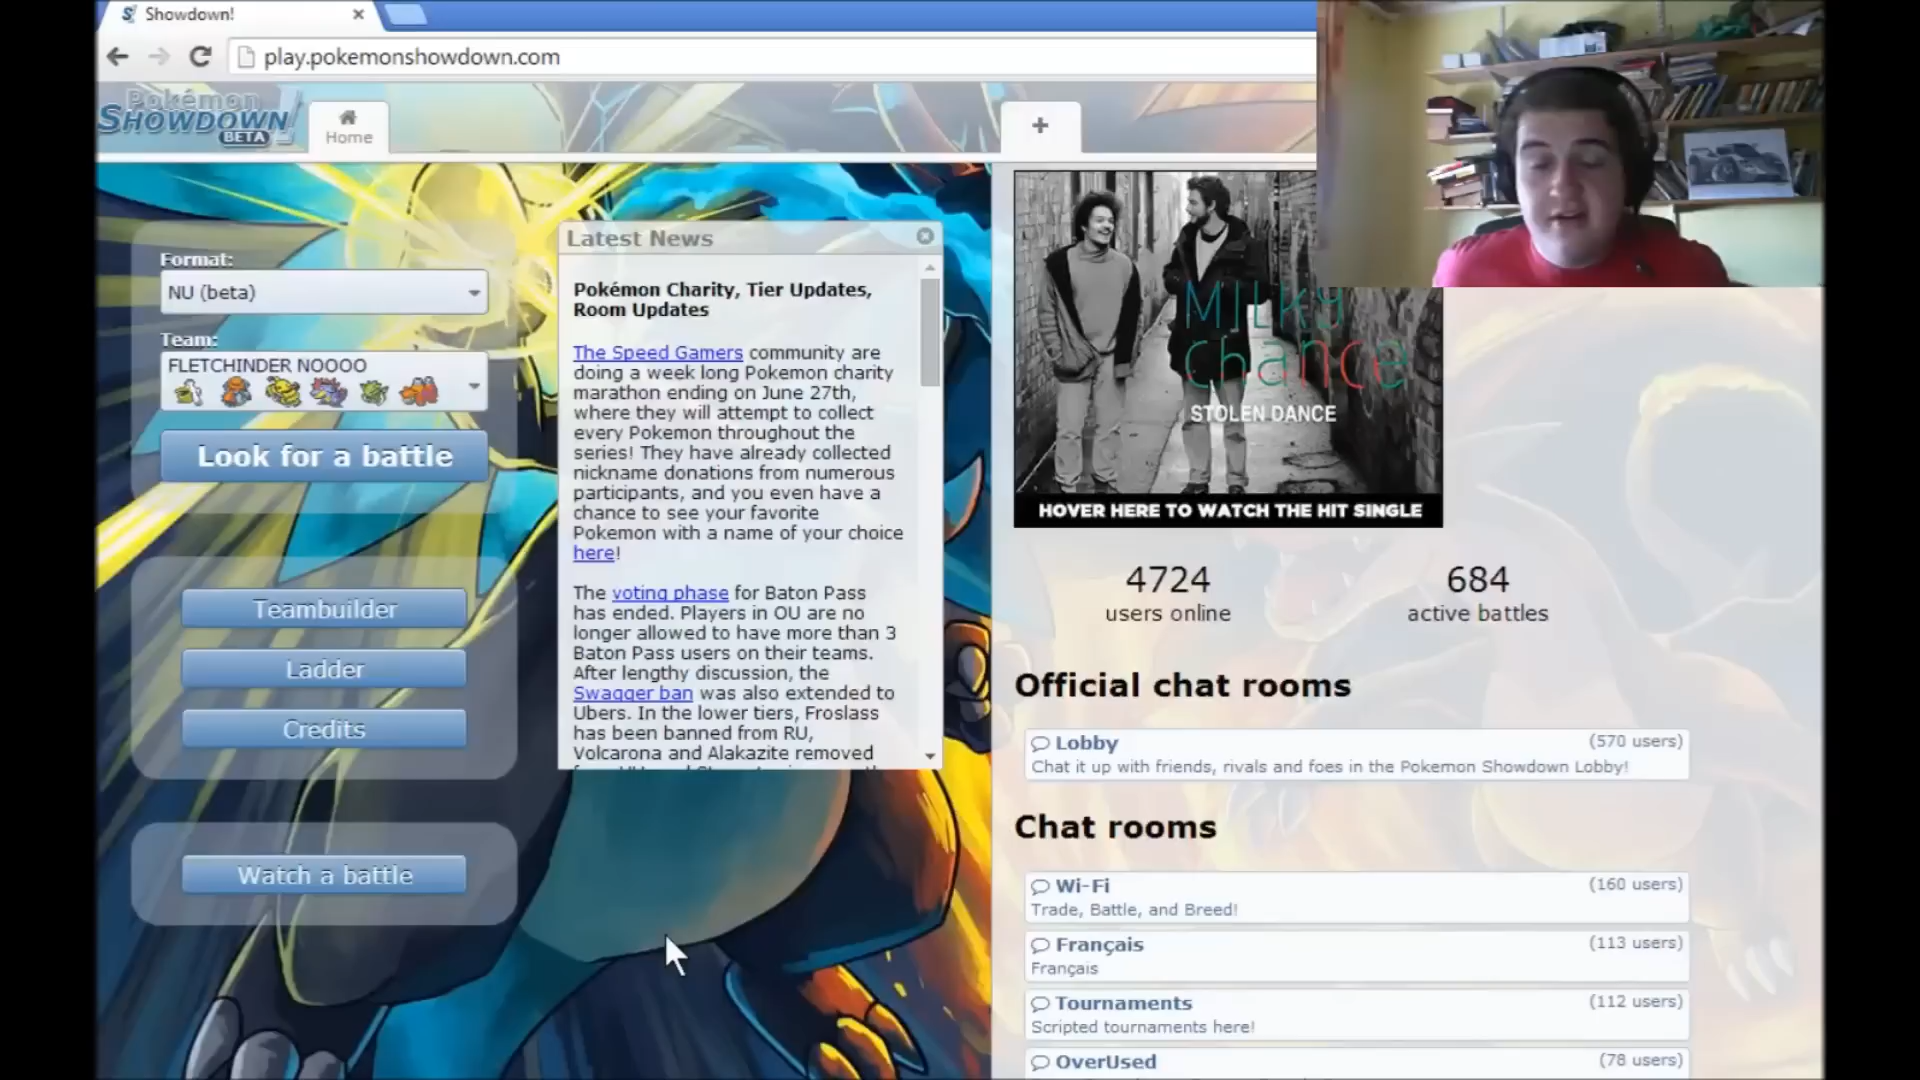 Showdown!
play.pokemonshowdown.com
Pokémon
SHOWDOWN!
BETA
Home
+
Format:
NU (beta)
Team:
FLETCHINDER NOOOO
Look for a battle
Teambuilder
Ladder
Credits
Watch a battle
Latest News
Pokémon Charity, Tier Updates,
Room Updates
The Speed Gamers community are
doing a week long Pokemon charity
marathon ending on June 27th,
where they will attempt to collect
every Pokemon throughout the
series! They have already collected
nickname donations from numerous
participants, and you even have a
chance to see your favorite
Pokemon with a name of your choice
here!
The voting phase for Baton Pass
has ended. Players in OU are no
longer allowed to have more than 3
Baton Pass users on their teams.
After lengthy discussion, the
Swagger ban was also extended to
Ubers. In the lower tiers, Froslass
has been banned from RU,
Volcarona and Alakazite removed
MILKY
Chance
STOLEN DANCE
HOVER HERE TO WATCH THE HIT SINGLE
4724
users online
684
active battles
Official chat rooms
Lobby
(570 users)
Chat it up with friends, rivals and foes in the Pokemon Showdown Lobby!
Chat rooms
Wi-Fi
(160 users)
Trade, Battle, and Breed!
Français
(113 users)
Français
Tournaments
(112 users)
Scripted tournaments here!
OverUsed
(78 users)